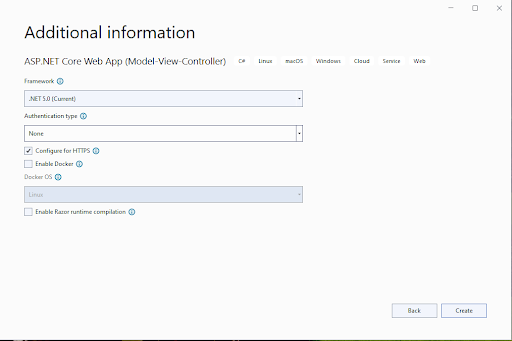 Additional information
ASP.NET Core Web App (Model-View-Controller) C# Linux macOS Windows Cloud Service Web
Framework
.NET 5.0 (Current)
Authentication type
None
Configure for HTTPS
Enable Docker
Docker OS
Linux
Enable Razor runtime compilation
Back Create